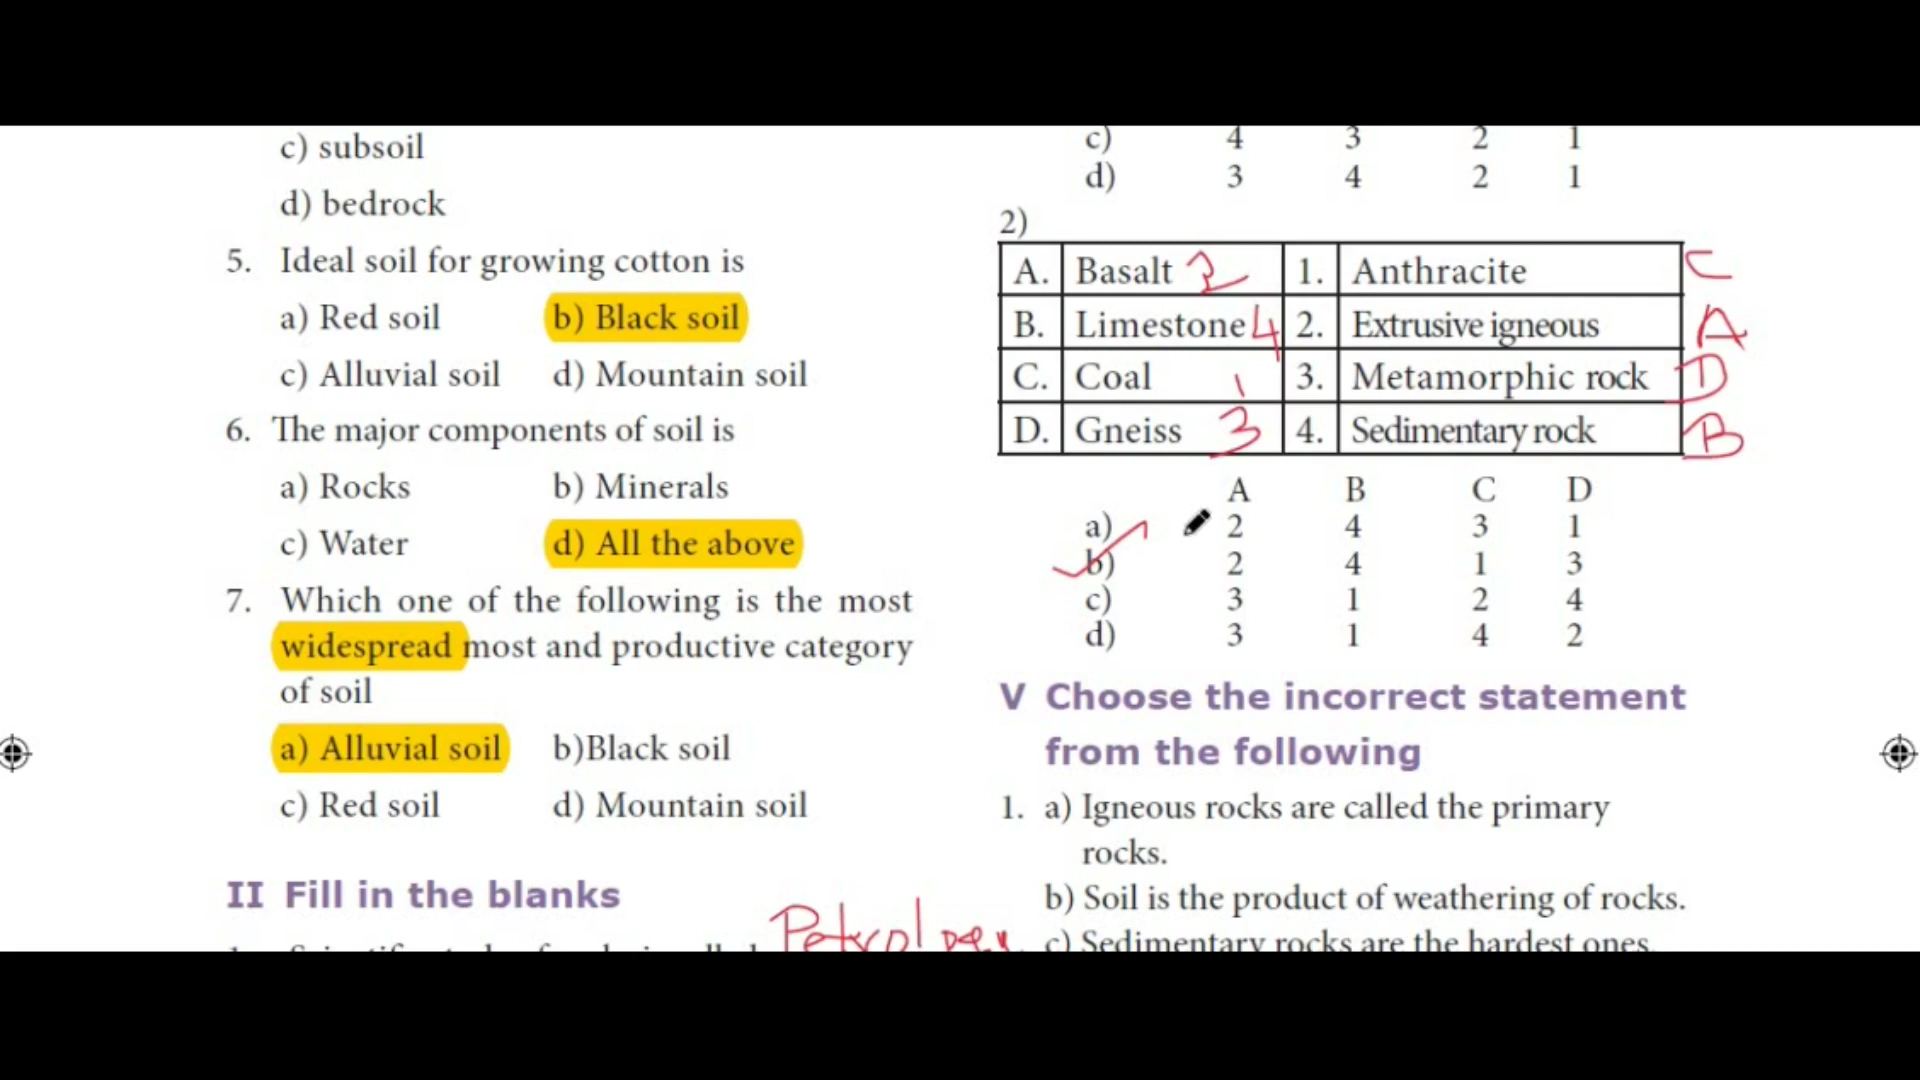 c) subsoil
d) bedrock
5. Ideal soil for growing cotton is
a) Red soil b) Black soil
c) Alluvial soil d) Mountain soil
6. The major components of soil is
a) Rocks b) Minerals
c) Water d) All the above
7. Which one of the following is the most
widespread most and productive category
of soil
a) Alluvial soil b)Black soil
c) Red soil d) Mountain soil
II Fill in the blanks
c) 4 3 2 1
d) 3 4 2 1
2)
A. Basalt 2 1. Anthracite C
B. Limestone 4 2. Extrusive igneous A
C. Coal 1 3. Metamorphic rock D
D. Gneiss 3 4. Sedimentary rock B
A B C D
a) 2 4 3 1
b) 2 4 1 3
c) 3 1 2 4
d) 3 1 4 2
V Choose the incorrect statement
from the following
1. a) Igneous rocks are called the primary
rocks.
b) Soil is the product of weathering of rocks.
c) Sedimentary rocks are the hardest ones.